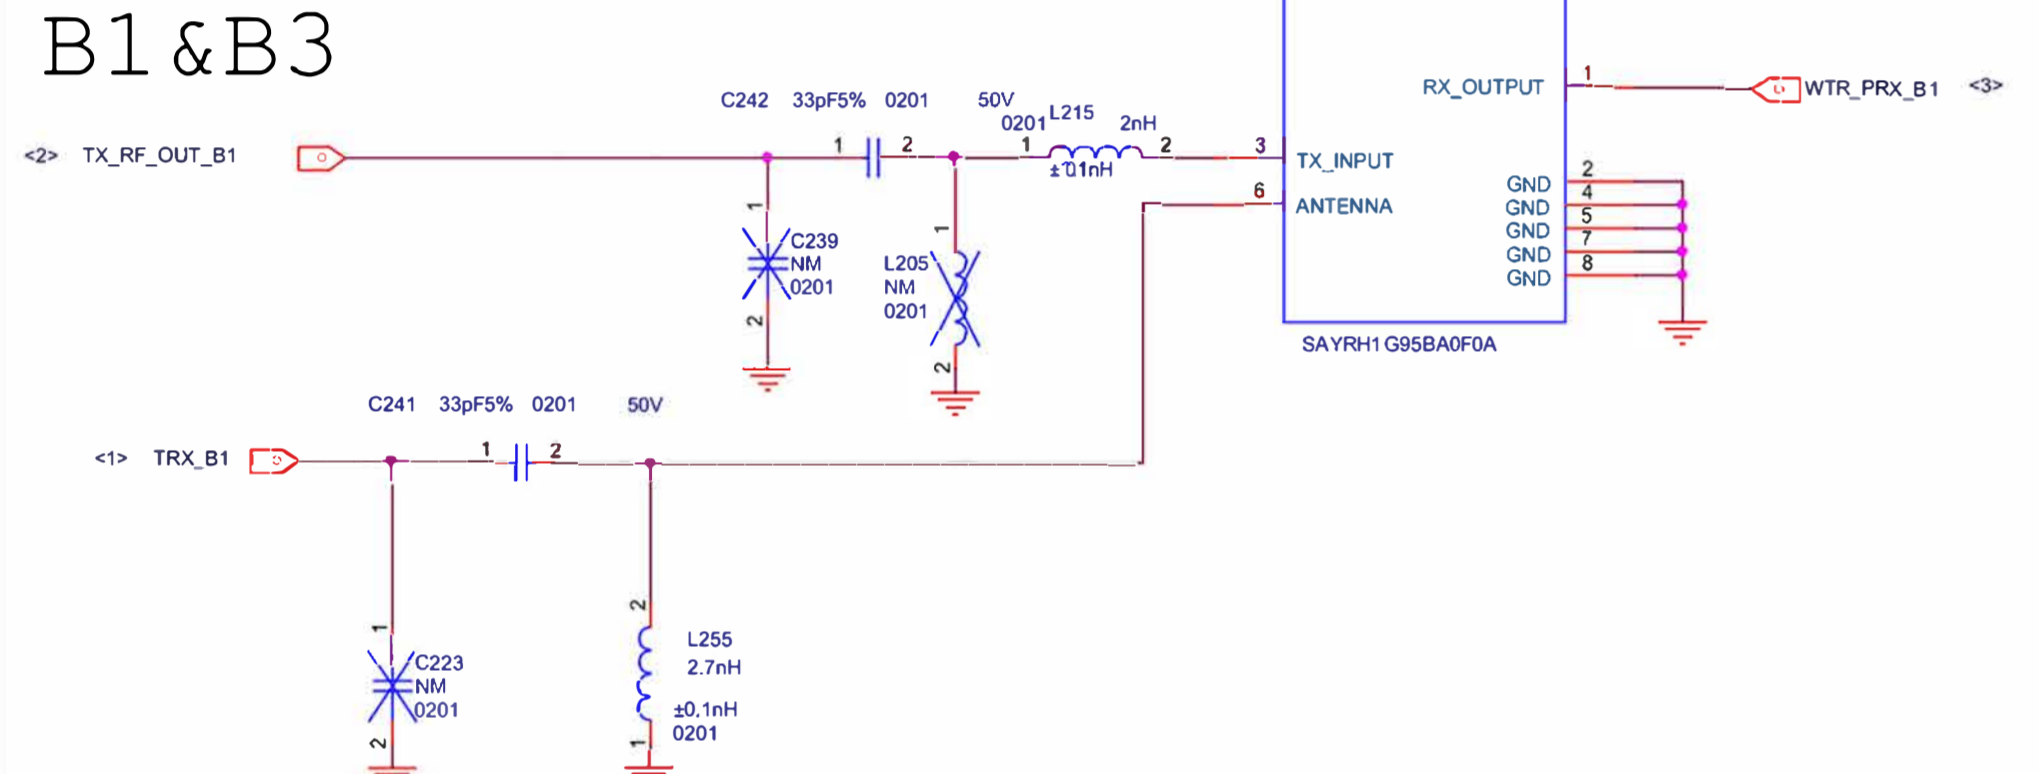 B1&B3
RX_OUTPUT 1 WTR_PRX_B1 <3>
C242 33pF5% 0201 50V
0201 L215 2nH
<2> TX_RF_OUT_B1 1 2 1 2 3 TX_INPUT
±0.1nH
6 ANTENNA
GND 2
GND 4
GND 5
GND 7
GND 8
1 C239
NM
0201
2
1 L205
NM
0201
2
SAYRH1G95BA0F0A
C241 33pF5% 0201 50V
<1> TRX_B1 1 2
1 C223
NM
0201
2
2 L255
2.7nH
±0.1nH
0201
1